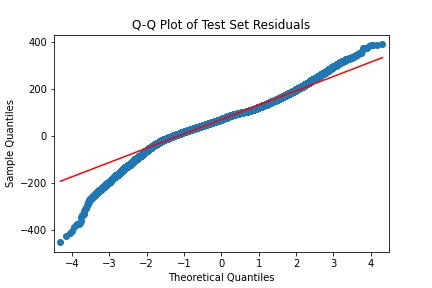 Q-Q Plot of Test Set Residuals
400
200
0
−200
−400
Sample Quantiles
−4 −3 −2 −1 0 1 2 3 4
Theoretical Quantiles